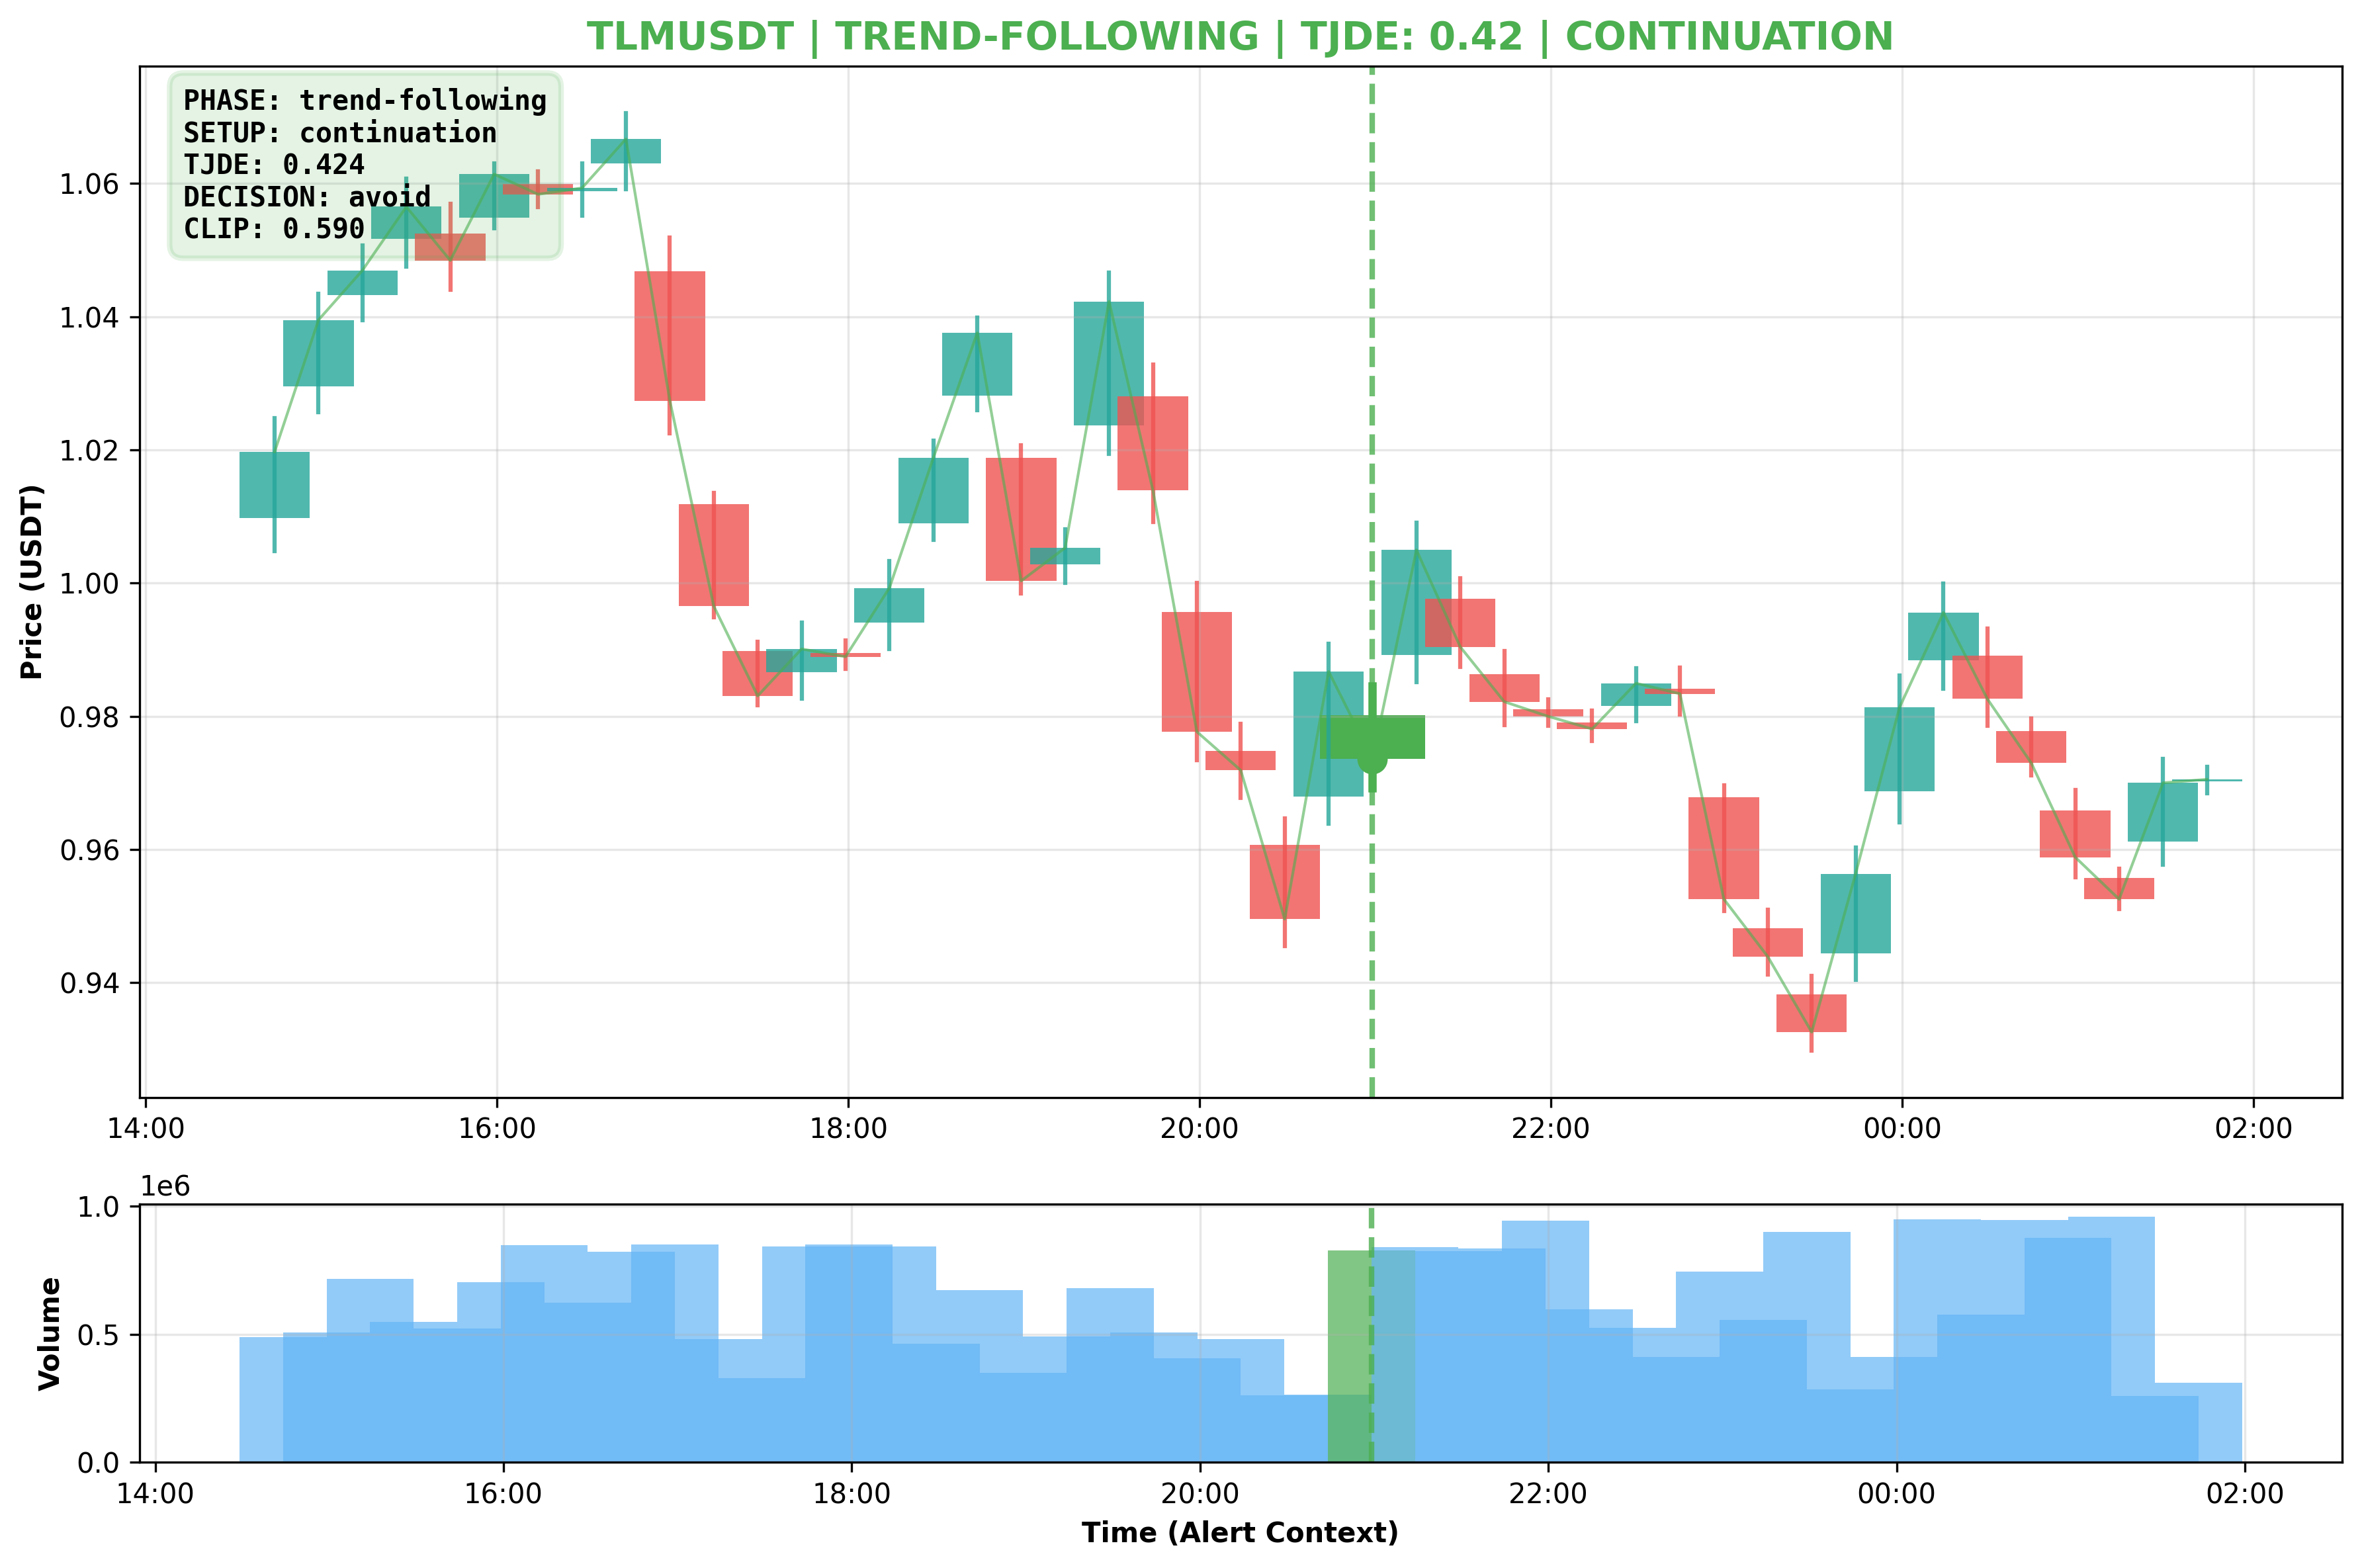 TLMUSDT | TREND-FOLLOWING | TJDE: 0.42 | CONTINUATION
PHASE: trend-following
SETUP: continuation
TJDE: 0.424
DECISION: avoid
CLIP: 0.590
Price (USDT)
1.06
1.04
1.02
1.00
0.98
0.96
0.94
14:00 16:00 18:00 20:00 22:00 00:00 02:00
1e6
Volume
1.0
0.5
0.0
14:00 16:00 18:00 20:00 22:00 00:00 02:00
Time (Alert Context)